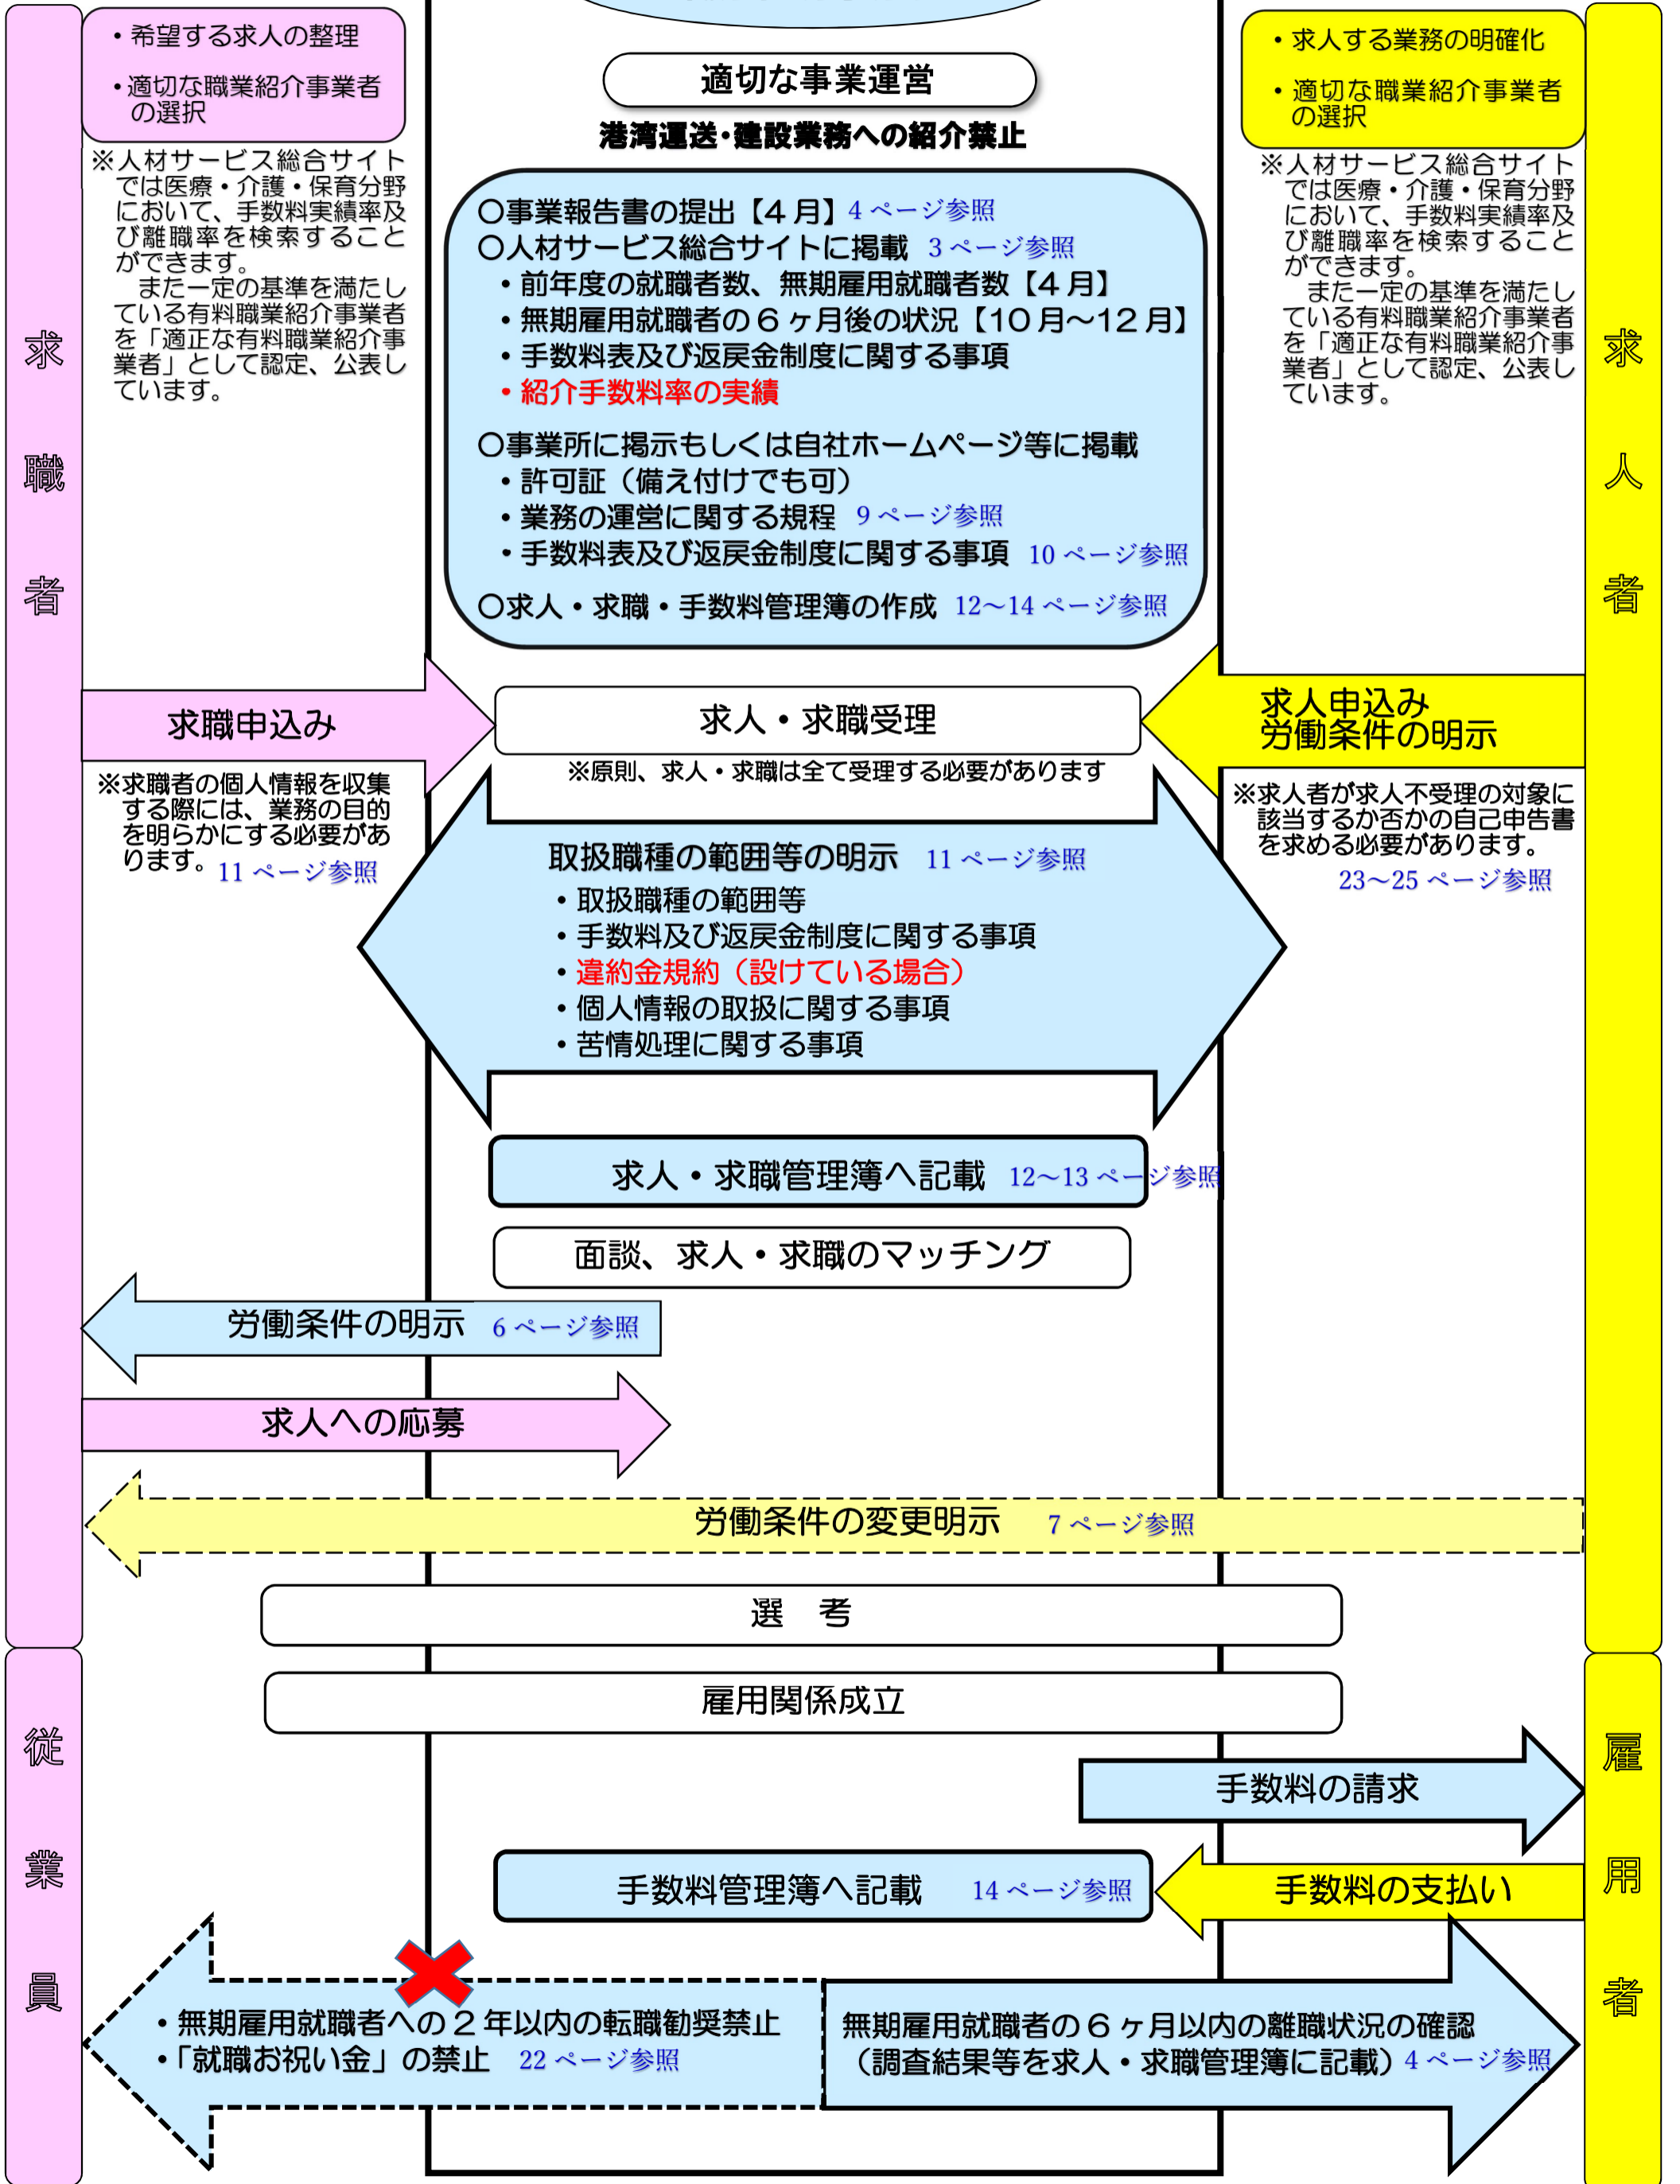 求職者
・希望する求人の整理
・適切な職業紹介事業者
の選択
※人材サービス総合サイト
では医療・介護・保育分野
において、手数料実績率及
び離職率を検索すること
ができます。
また一定の基準を満たし
ている有料職業紹介事業者
を「適正な有料職業紹介事
業者」として認定、公表し
ています。
適切な事業運営
港湾運送・建設業務への紹介禁止
〇事業報告書の提出【4月】4ページ参照
〇人材サービス総合サイトに掲載 3ページ参照
・前年度の就職者数、無期雇用就職者数【4月】
・無期雇用就職者の6ヶ月後の状況【10月～12月】
・手数料表及び返戻金制度に関する事項
・紹介手数料率の実績
〇事業所に掲示もしくは自社ホームページ等に掲載
・許可証（備え付けでも可）
・業務の運営に関する規程 9ページ参照
・手数料表及び返戻金制度に関する事項 10ページ参照
〇求人・求職・手数料管理簿の作成 12～14ページ参照
・求人する業務の明確化
・適切な職業紹介事業者
の選択
※人材サービス総合サイト
では医療・介護・保育分野
において、手数料実績率及
び離職率を検索すること
ができます。
また一定の基準を満たし
ている有料職業紹介事業者
を「適正な有料職業紹介事
業者」として認定、公表し
ています。
求人者
求職申込み
求人・求職受理
求人申込み
労働条件の明示
※原則、求人・求職は全て受理する必要があります
※求職者の個人情報を収集
する際には、業務の目的
を明らかにする必要があ
ります。11ページ参照
※求人者が求人不受理の対象に
該当するか否かの自己申告書
を求める必要があります。
23～25ページ参照
取扱職種の範囲等の明示 11ページ参照
・取扱職種の範囲等
・手数料及び返戻金制度に関する事項
・違約金規約（設けている場合）
・個人情報の取扱に関する事項
・苦情処理に関する事項
求人・求職管理簿へ記載 12～13ページ参照
面談、求人・求職のマッチング
労働条件の明示 6ページ参照
求人への応募
労働条件の変更明示 7ページ参照
選 考
雇用関係成立
従業員
雇用者
手数料の請求
手数料管理簿へ記載 14ページ参照
手数料の支払い
・無期雇用就職者への2年以内の転職勧奨禁止
・「就職お祝い金」の禁止 22ページ参照
無期雇用就職者の6ヶ月以内の離職状況の確認
（調査結果等を求人・求職管理簿に記載）4ページ参照